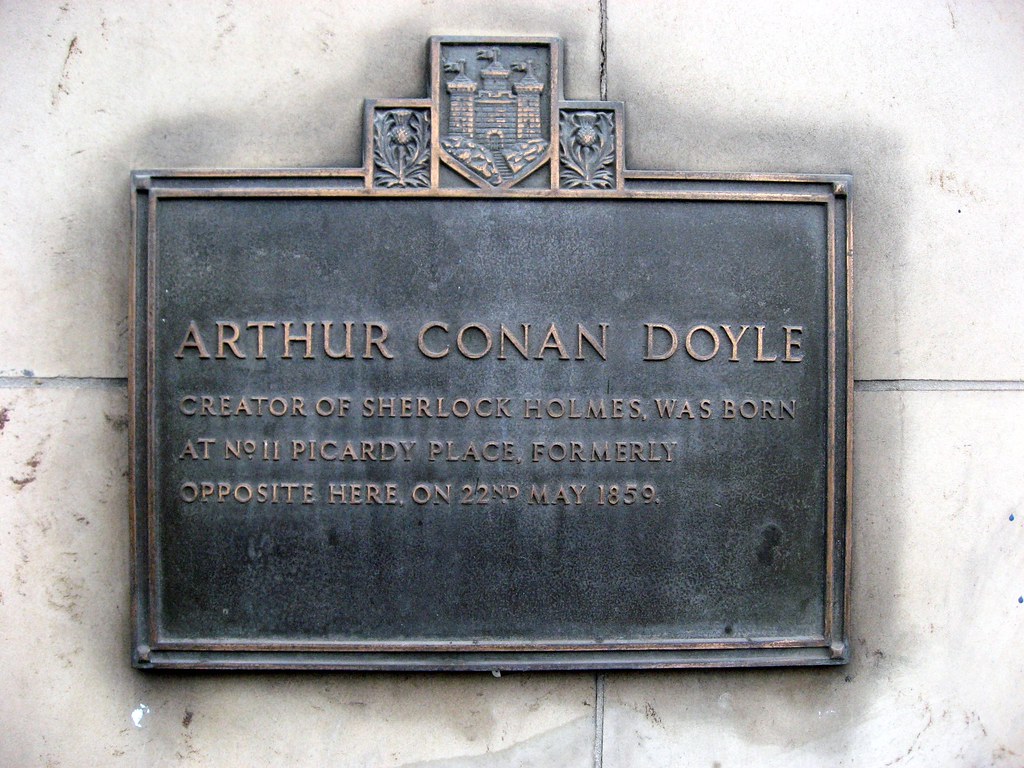 ARTHUR CONAN DOYLE
CREATOR OF SHERLOCK HOLMES, WAS BORN
AT Nº 11 PICARDY PLACE, FORMERLY
OPPOSITE HERE, ON 22ND MAY 1859.